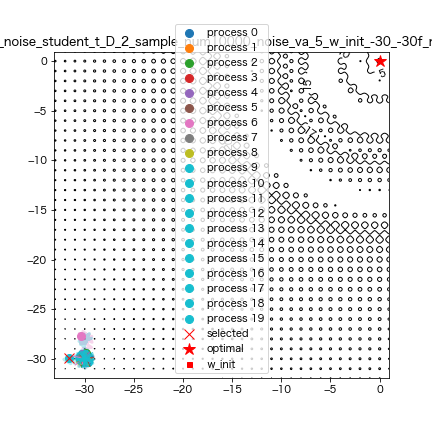 _noise_student_t_D_2_sample_num_10000_noise_va_5_w_init_-30_-30f_
process 0
process 1
process 2
process 3
process 4
process 5
process 6
process 7
process 8
process 9
process 10
process 11
process 12
process 13
process 14
process 15
process 16
process 17
process 18
process 19
selected
optimal
w_init
0
−5
−10
−15
−20
−25
−30
−30
−25
−20
−15
−10
−5
0